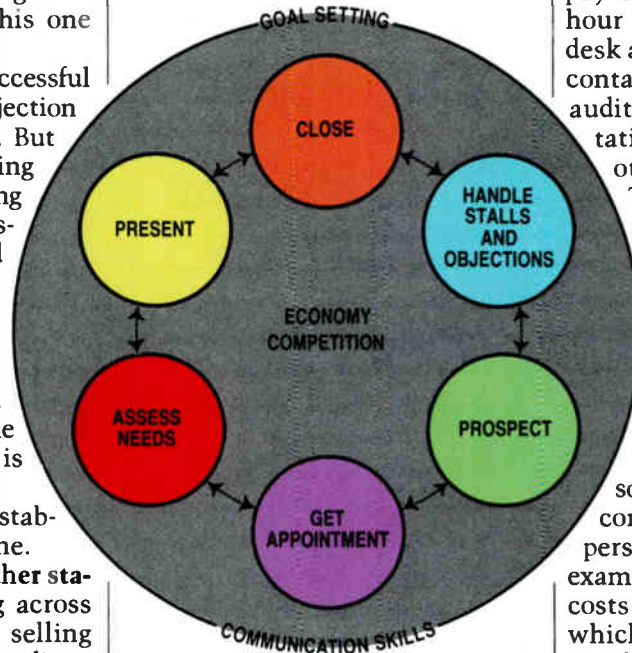 his one
ccessful
jection
. But
ing
ng
s-
d
e
is
stab-
ne.
ther sta-
g across
selling
GOAL SETTING
CLOSE
PRESENT
HANDLE
STALLS
AND
OBJECTIONS
ECONOMY
COMPETITION
ASSESS
NEEDS
PROSPECT
GET
APPOINTMENT
COMMUNICATION SKILLS
hour
desk a
conta
audit
tati
ot
T
so
con
pers
exam
costs
which